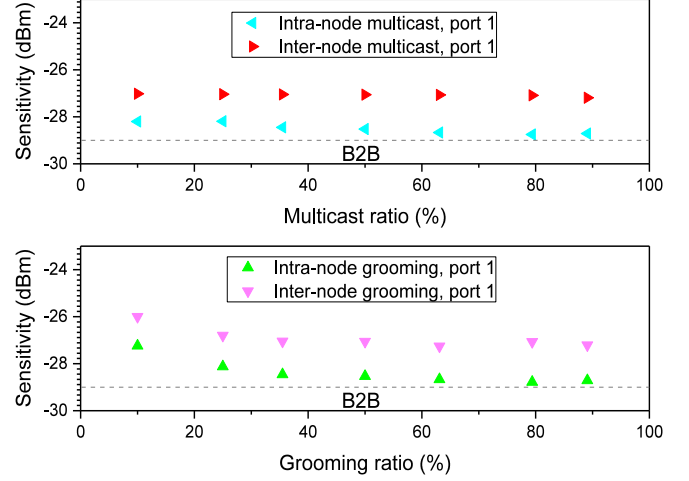 Sensitivity (dBm)
-24
-26
-28
-30
Intra-node multicast, port 1
Inter-node multicast, port 1
B2B
0 20 40 60 80 100
Multicast ratio (%)
Sensitivity (dBm)
-24
-26
-28
-30
Intra-node grooming, port 1
Inter-node grooming, port 1
B2B
0 20 40 60 80 100
Grooming ratio (%)